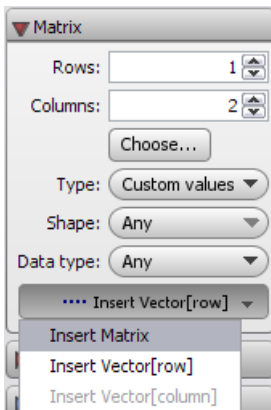 Matrix
Rows: 1
Columns: 2
Choose...
Type: Custom values
Shape: Any
Data type: Any
Insert Vector[row]
Insert Matrix
Insert Vector[row]
Insert Vector[column]